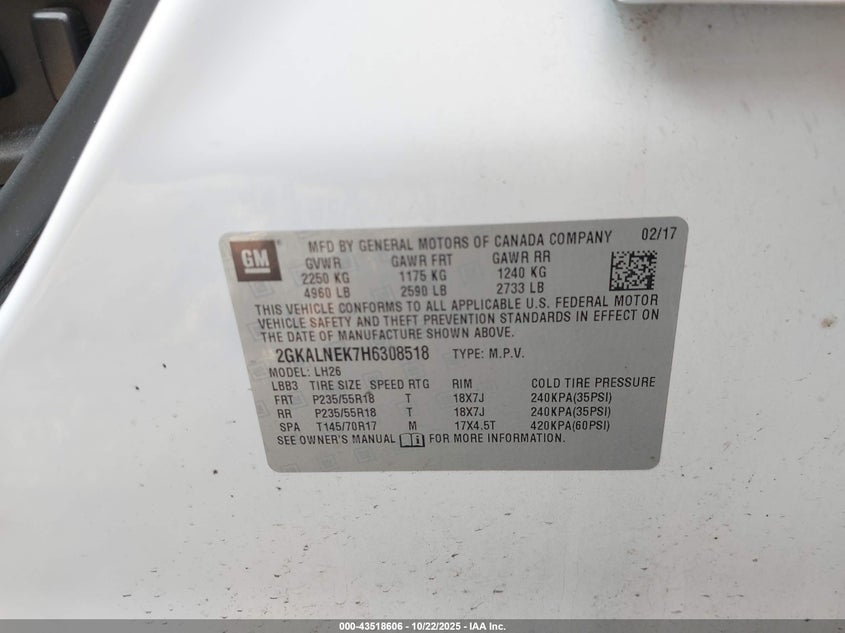 GM
MFD BY GENERAL MOTORS OF CANADA COMPANY 02/17
GVWR GAWR FRT GAWR RR
2250 KG 1175 KG 1240 KG
4960 LB 2590 LB 2733 LB
THIS VEHICLE CONFORMS TO ALL APPLICABLE U.S. FEDERAL MOTOR
VEHICLE SAFETY AND THEFT PREVENTION STANDARDS IN EFFECT ON
THE DATE OF MANUFACTURE SHOWN ABOVE.
2GKALNEK7H6308518 TYPE: M.P.V.
MODEL: LH26
LBB3 TIRE SIZE SPEED RTG RIM COLD TIRE PRESSURE
FRT P235/55R18 T 18X7J 240KPA(35PSI)
RR P235/55R18 T 18X7J 240KPA(35PSI)
SPA T145/70R17 M 17X4.5T 420KPA(60PSI)
SEE OWNER'S MANUAL FOR MORE INFORMATION.
000-43518606 | 10/22/2025 - IAA Inc.